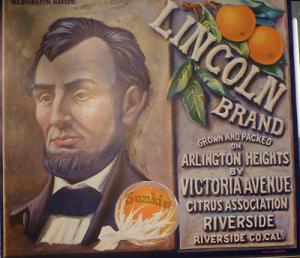 WASHINGTON NAVELS
LINCOLN
BRAND
GROWN AND PACKED
ON
ARLINGTON HEIGHTS
BY
VICTORIA AVENUE
CITRUS ASSOCIATION
RIVERSIDE
RIVERSIDE CO. CAL.
Sunkist